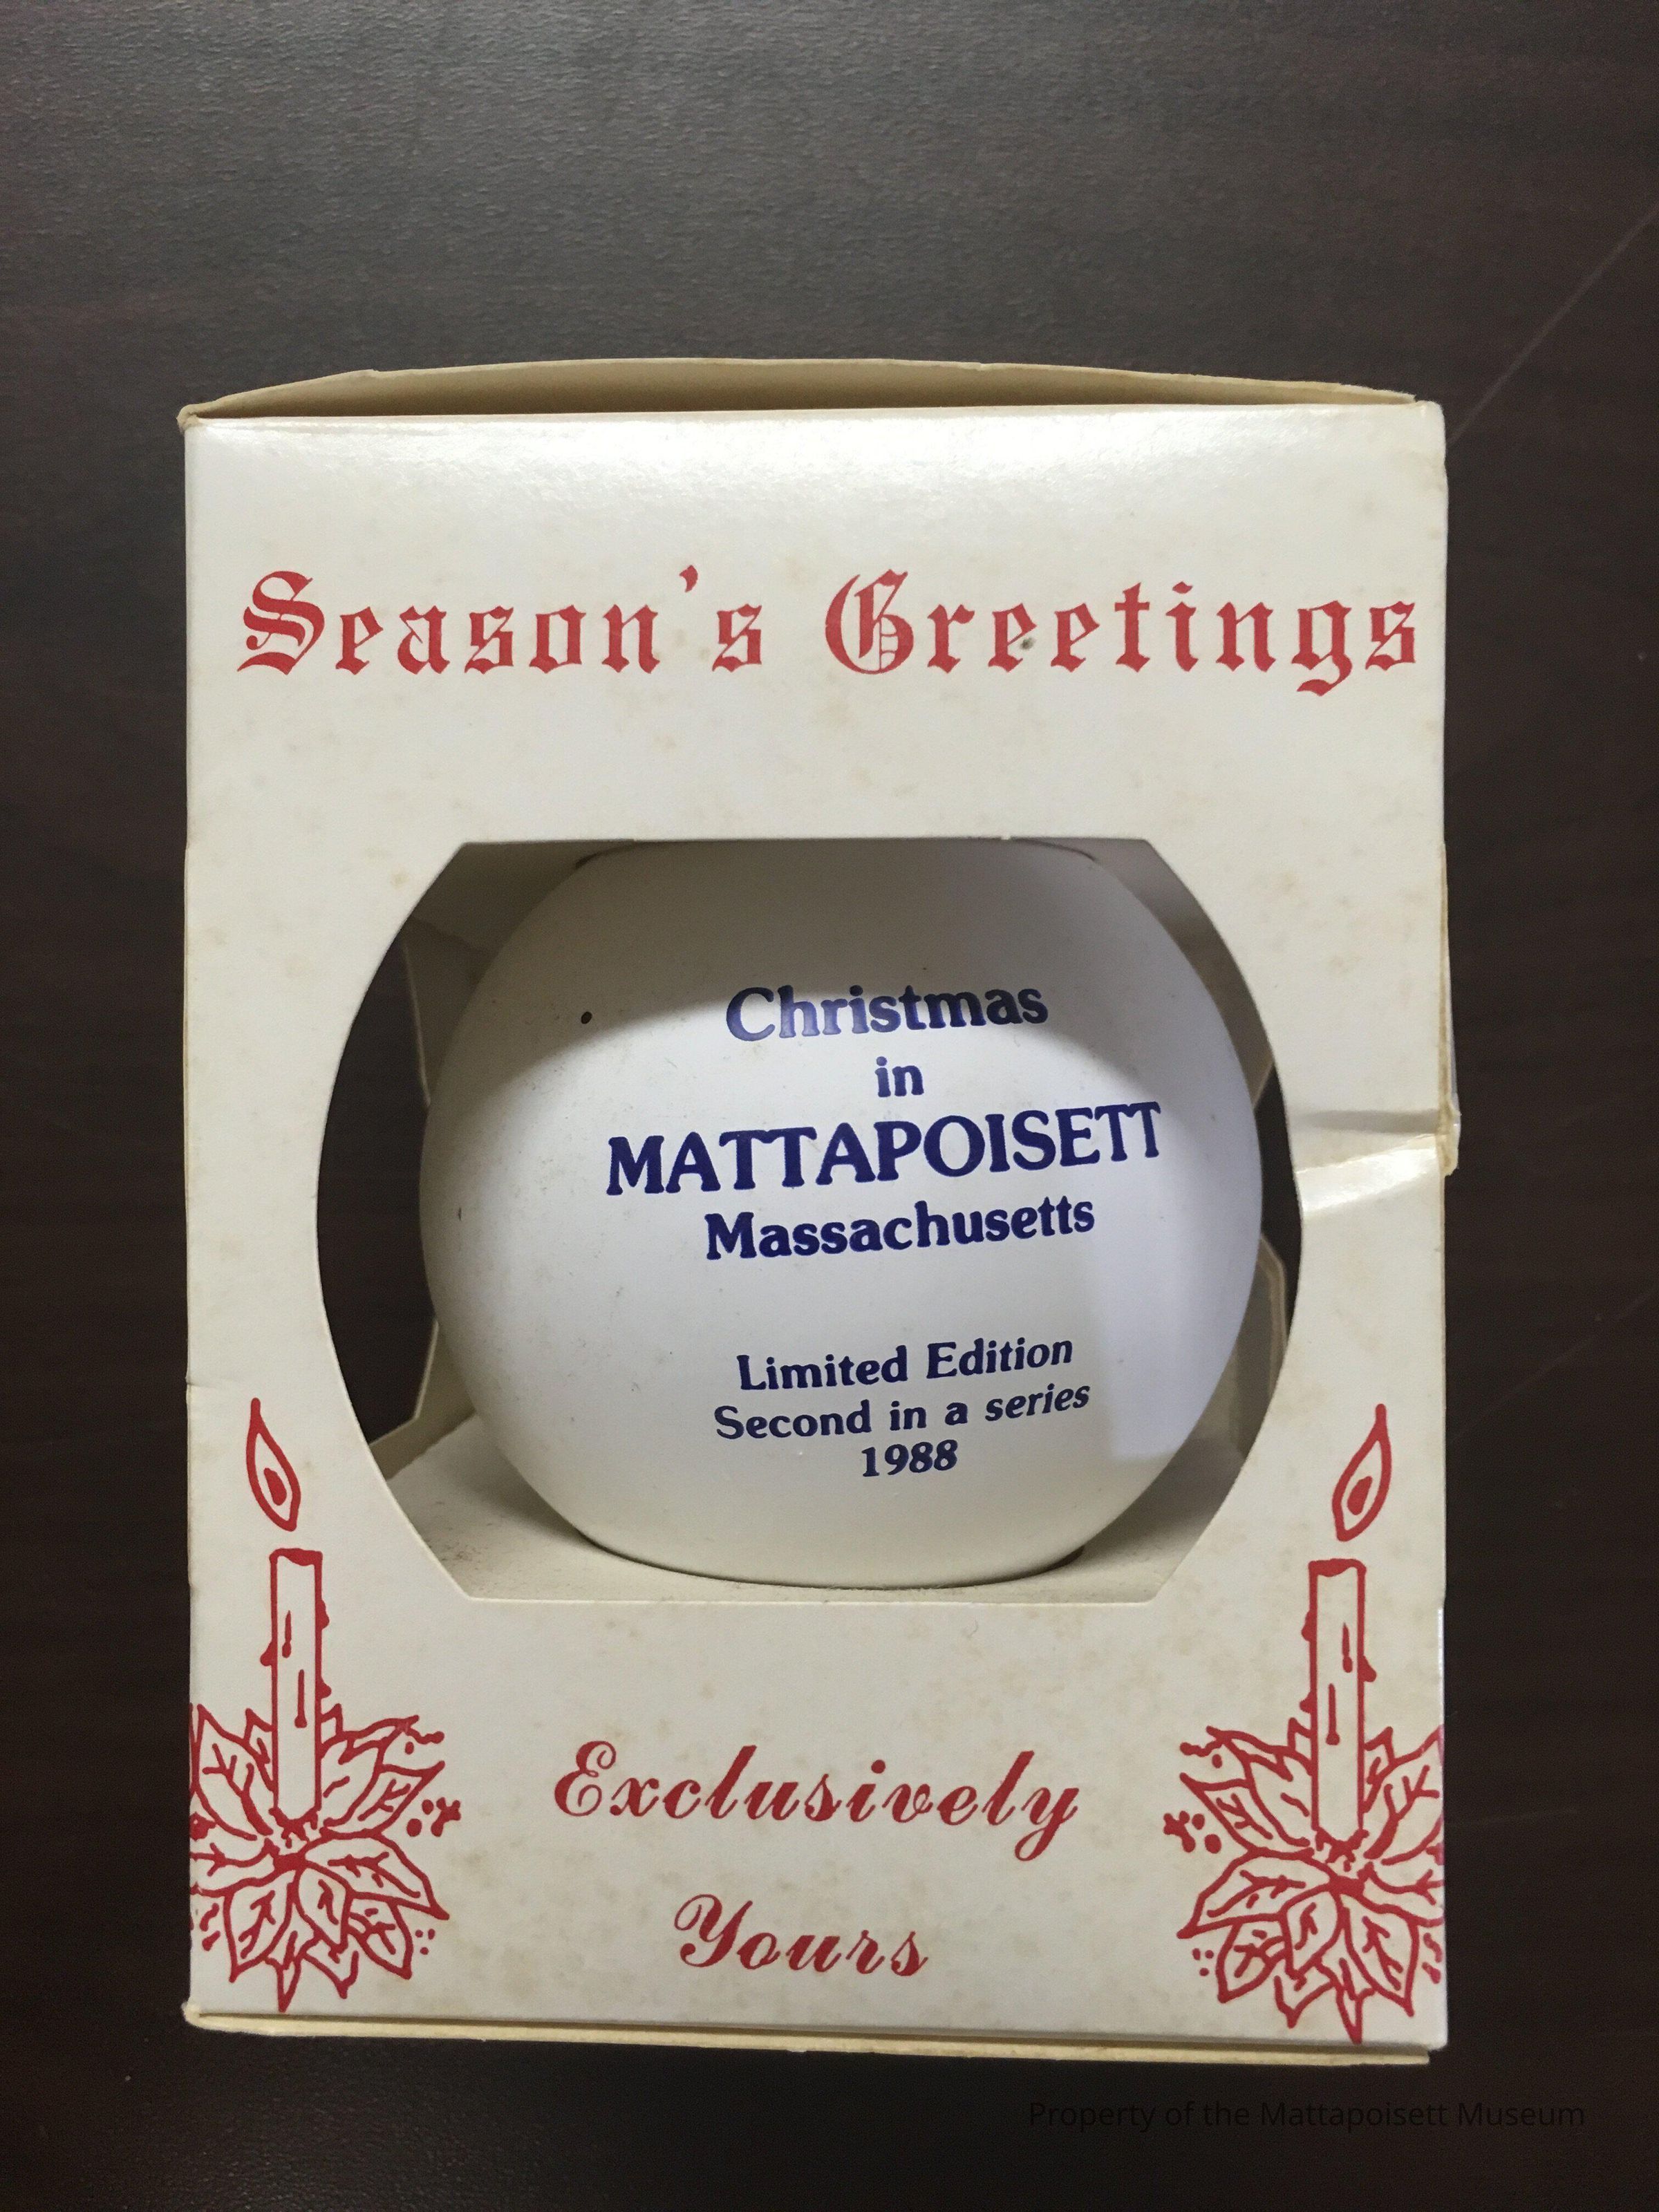 Season's Greetings
Christmas
in
MATTAPOISETT
Massachusetts
Limited Edition
Second in a series
1988
Exclusively
Yours
Property of the Mattapoisett Museum